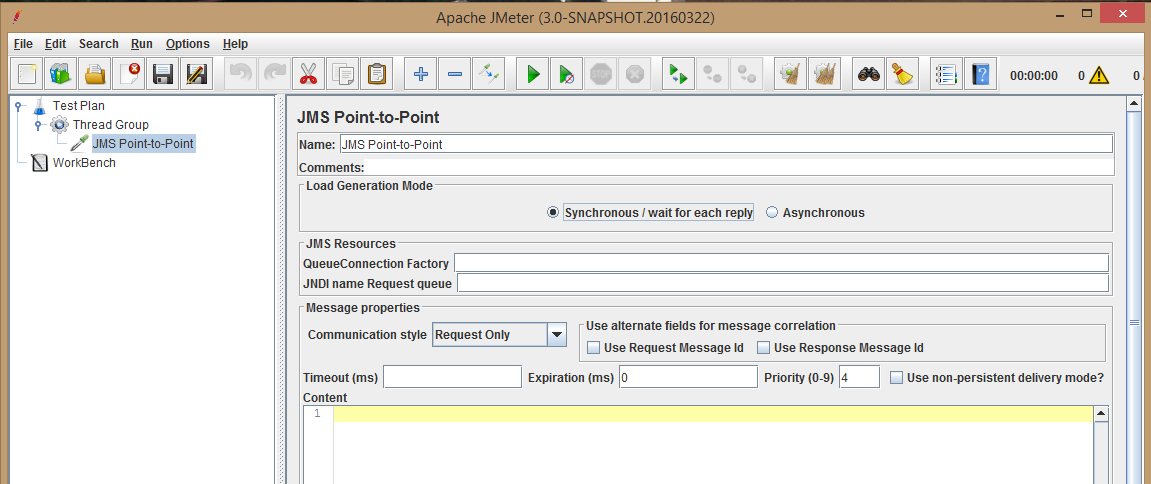 Apache JMeter (3.0-SNAPSHOT.20160322)
File Edit Search Run Options Help
00:00:00 0 0 /
Test Plan
Thread Group
JMS Point-to-Point
WorkBench
JMS Point-to-Point
Name: JMS Point-to-Point
Comments:
Load Generation Mode
Synchronous / wait for each reply Asynchronous
JMS Resources
QueueConnection Factory
JNDI name Request queue
Message properties
Communication style Request Only
Use alternate fields for message correlation
Use Request Message Id Use Response Message Id
Timeout (ms) Expiration (ms) 0 Priority (0-9) 4 Use non-persistent delivery mode?
Content
1